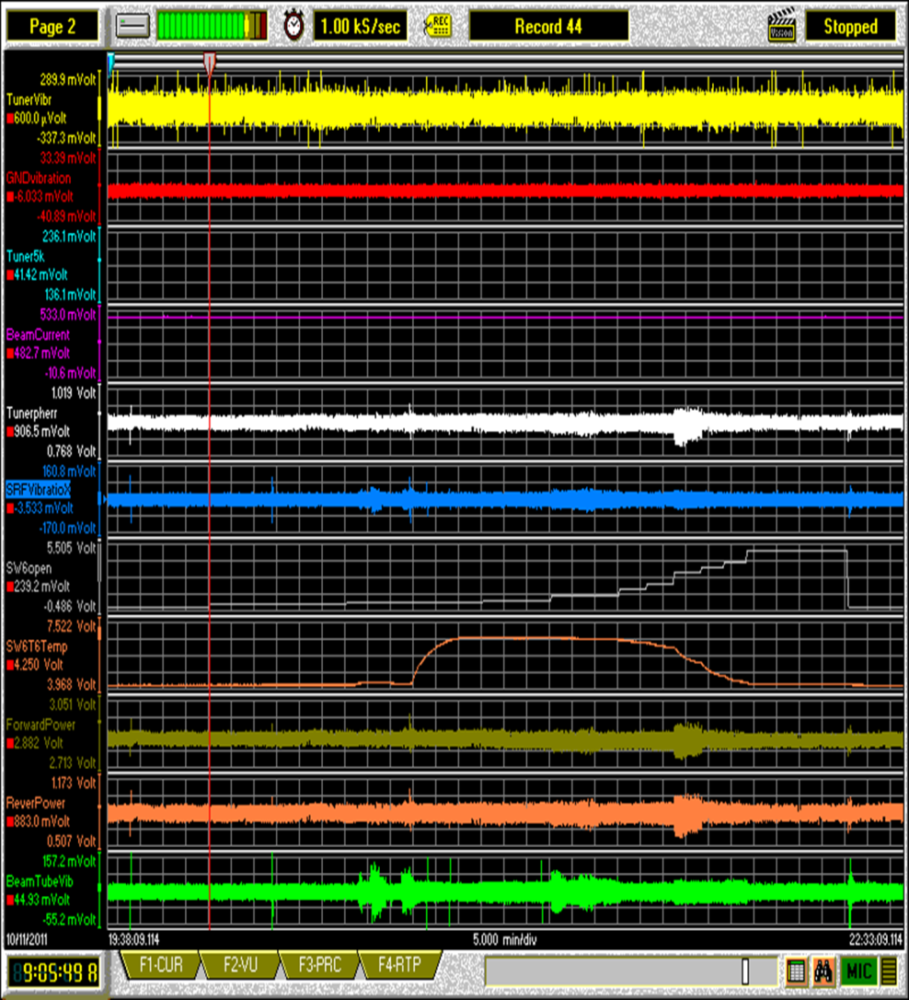 Page 2
1.00 kS/sec
REC
Record 44
Vision
Stopped
289.9 mVolt
TunerVibr
600.0 µVolt
-337.3 mVolt
33.39 mVolt
GNDvibration
-6.033 mVolt
-40.89 mVolt
236.1 mVolt
Tuner5k
41.42 mVolt
136.1 mVolt
533.0 mVolt
BeamCurrent
482.7 mVolt
-10.6 mVolt
1.019 Volt
Tunerpherr
906.5 mVolt
0.768 Volt
160.8 mVolt
SRFVibratioX
-3.533 mVolt
-170.0 mVolt
5.505 Volt
SW6open
239.2 mVolt
-0.486 Volt
7.522 Volt
SW6T6Temp
4.250 Volt
3.968 Volt
3.051 Volt
ForwardPower
2.882 Volt
2.713 Volt
1.173 Volt
ReverPower
883.0 mVolt
0.507 Volt
157.2 mVolt
BeamTubeVib
44.93 mVolt
-55.2 mVolt
10/11/2011
19:38:09.114
5.000 min/div
22:33:09.114
9:05:49 A
F1-CUR
F2-VU
F3-PRC
F4-RTP
MIC